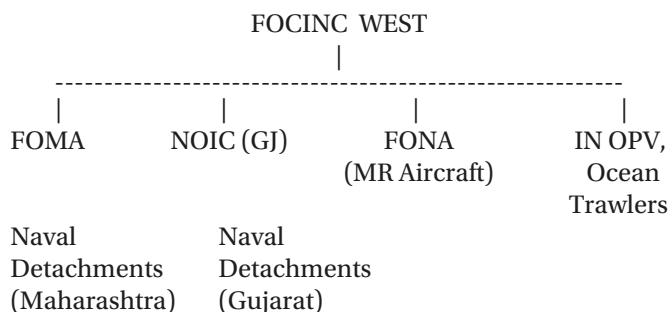 FOCINC WEST
FOMA NOIC (GJ) FONA IN OPV,
(MR Aircraft) Ocean
Trawlers
Naval Naval
Detachments Detachments
(Maharashtra) (Gujarat)